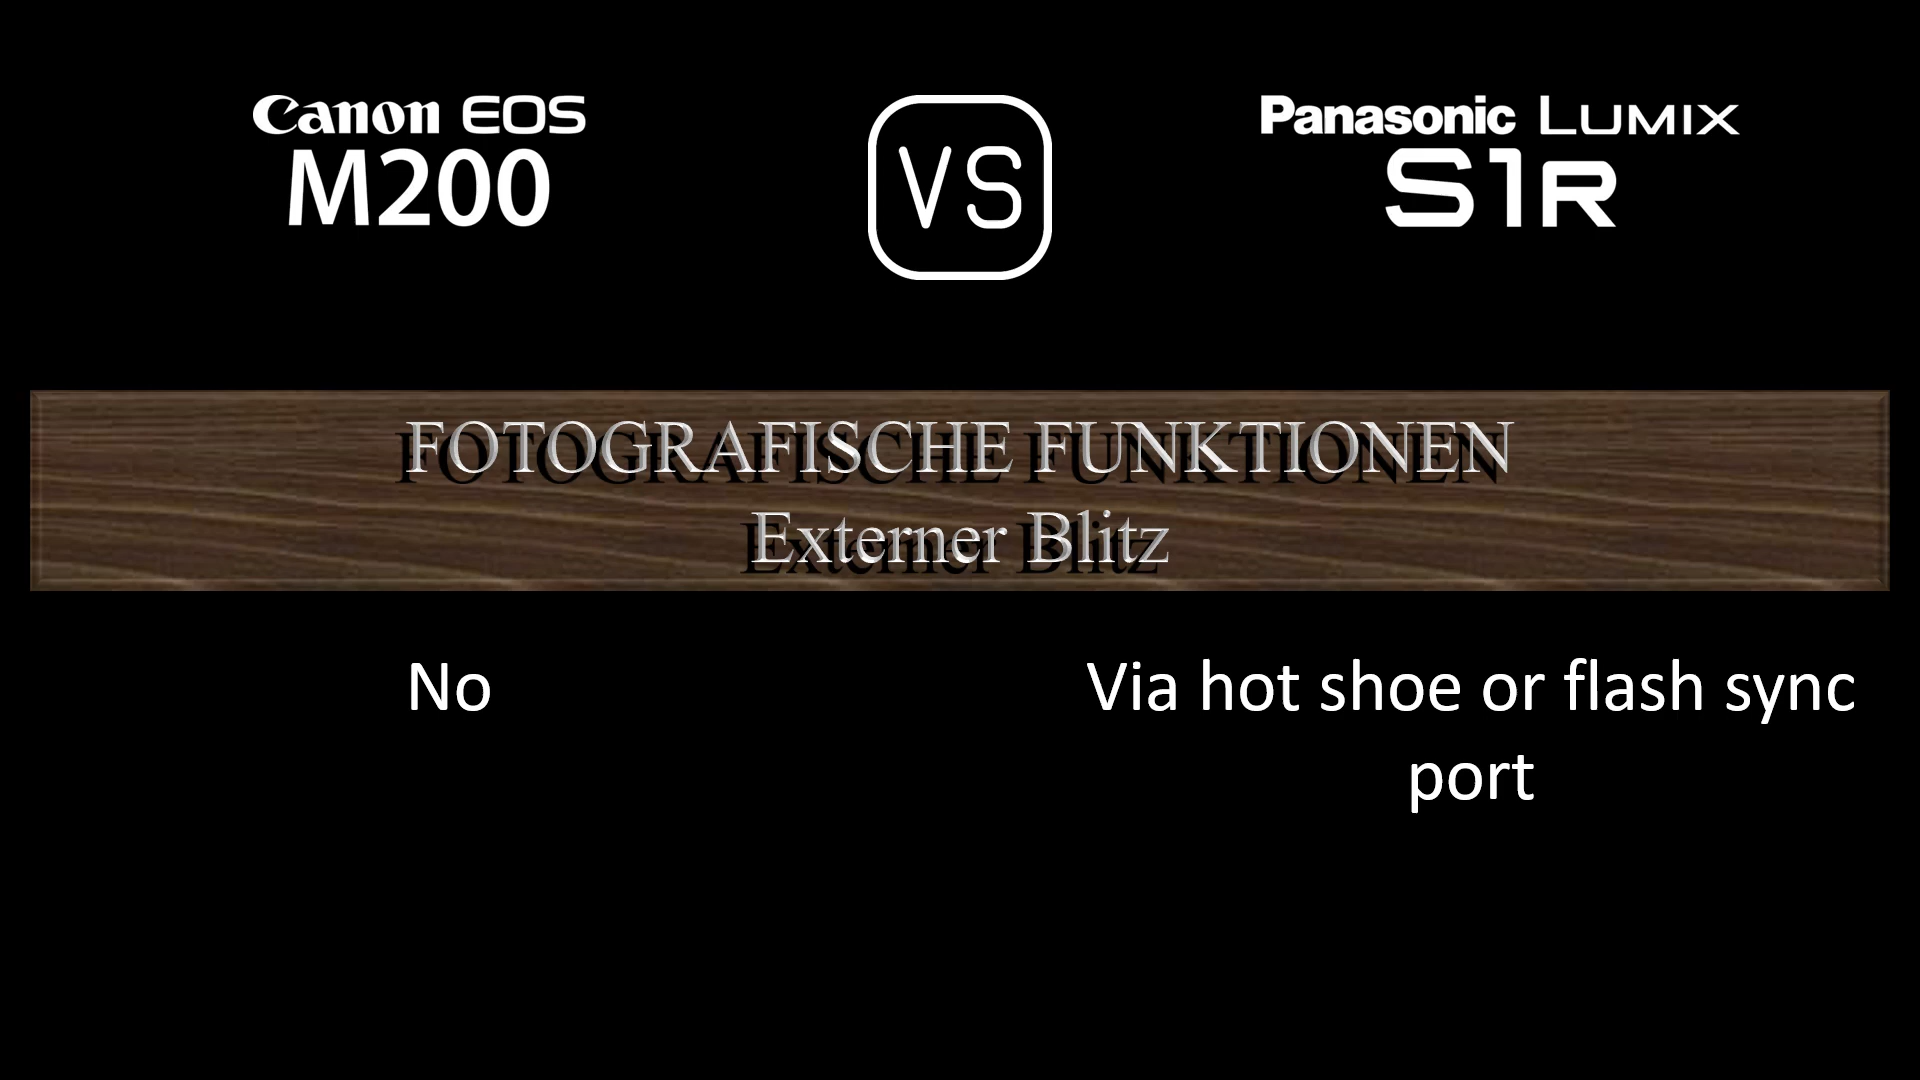 Canon EOS
M200
VS
Panasonic LUMIX
S1R
FOTOGRAFISCHE FUNKTIONEN
Externer Blitz
No
Via hot shoe or flash sync
port